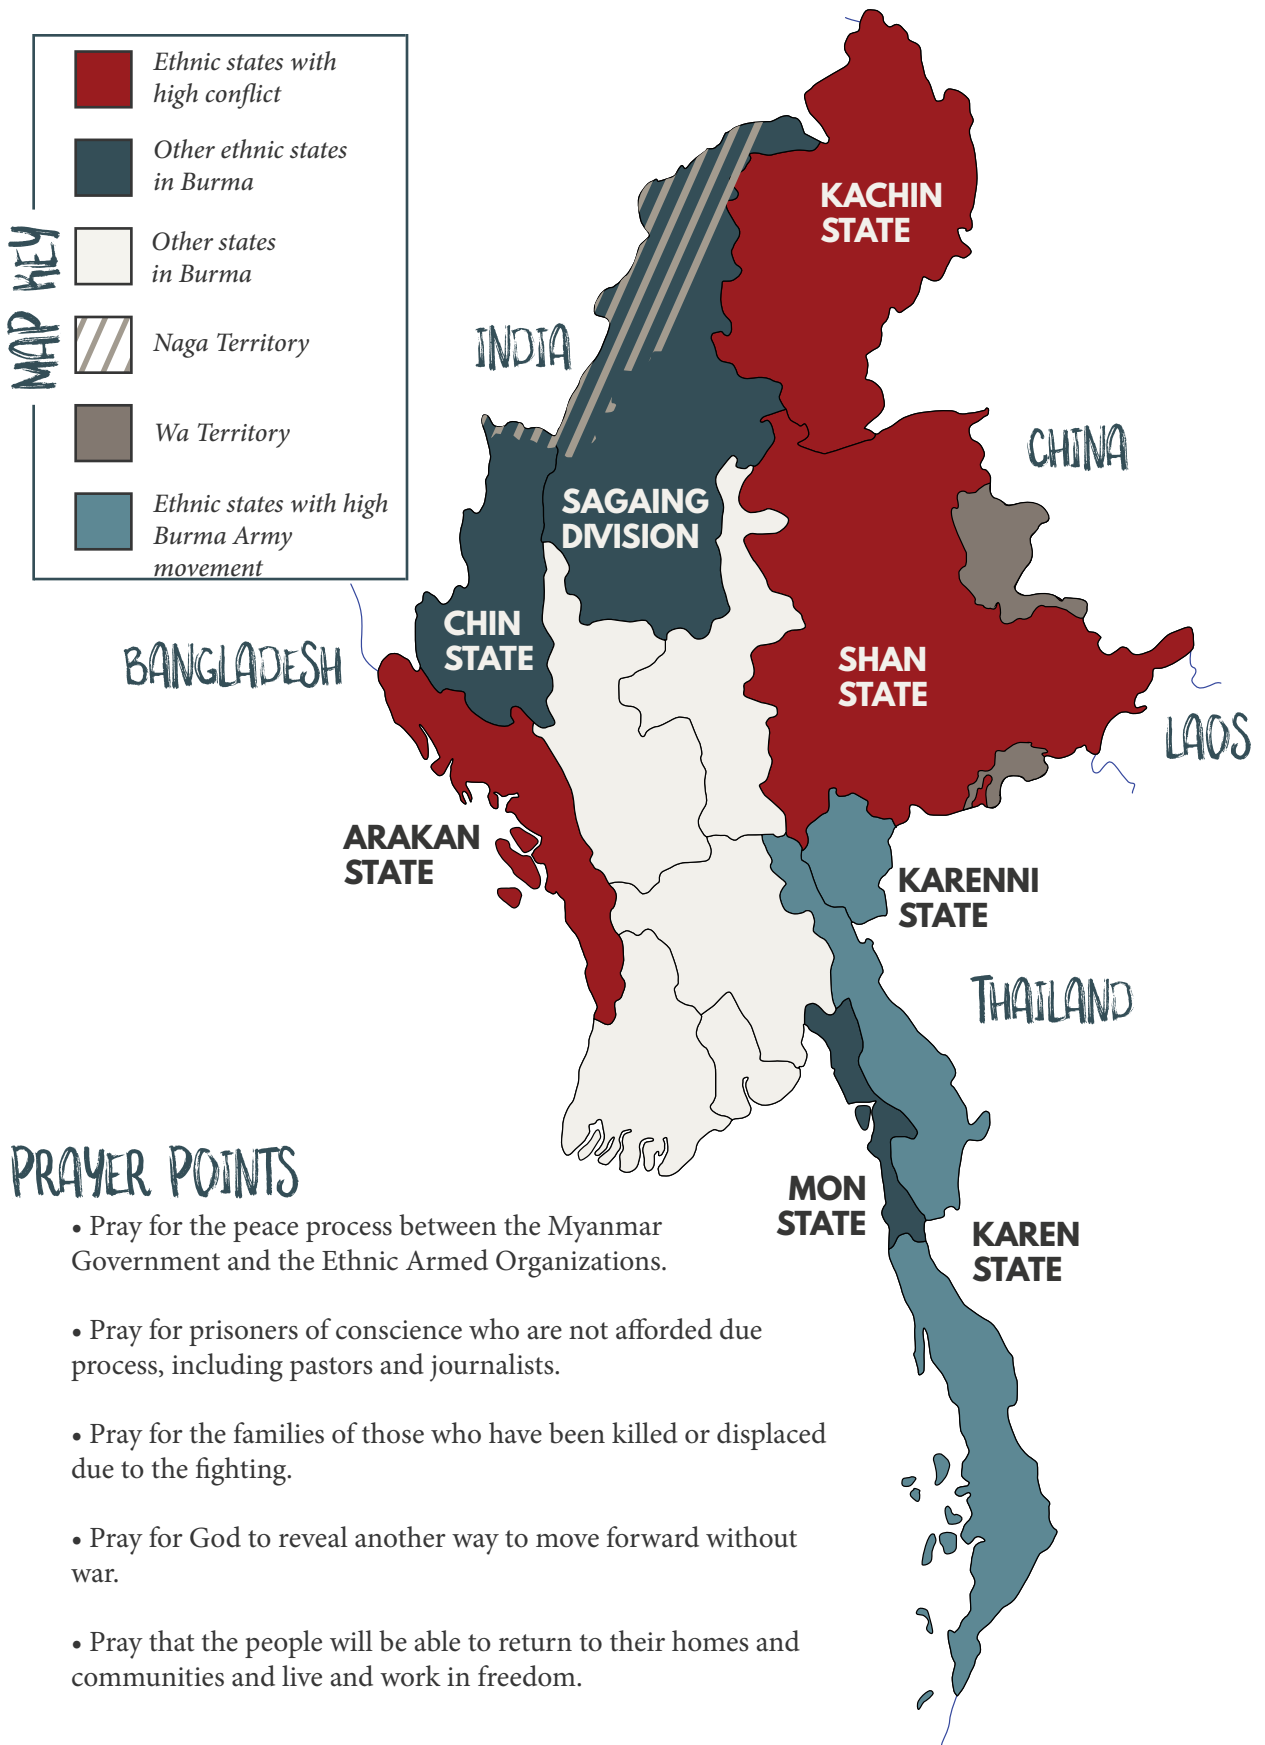 MAP KEY
Ethnic states with
high conflict
Other ethnic states
in Burma
Other states
in Burma
Naga Territory
Wa Territory
Ethnic states with high
Burma Army
movement
KACHIN
STATE
INDIA
CHINA
SAGAING
DIVISION
CHIN
STATE
BANGLADESH
SHAN
STATE
LAOS
ARAKAN
STATE
KARENNI
STATE
THAILAND
MON
STATE
KAREN
STATE
PRAYER POINTS
• Pray for the peace process between the Myanmar
Government and the Ethnic Armed Organizations.
• Pray for prisoners of conscience who are not afforded due
process, including pastors and journalists.
• Pray for the families of those who have been killed or displaced
due to the fighting.
• Pray for God to reveal another way to move forward without
war.
• Pray that the people will be able to return to their homes and
communities and live and work in freedom.